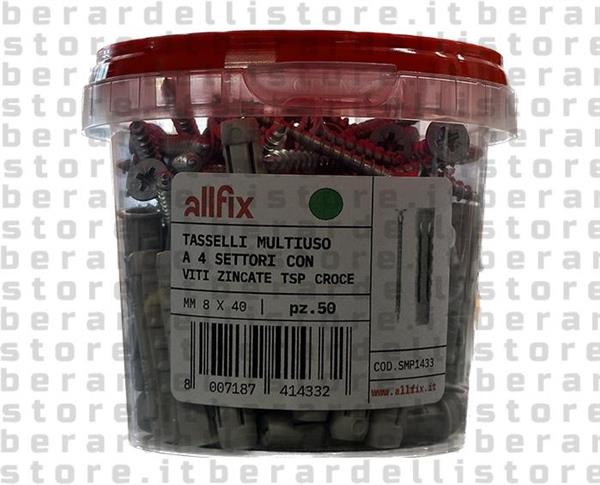 berardellistore.it
allfix
TASSELLI MULTIUSO
A 4 SETTORI CON
VITI ZINCATE TSP CROCE
MM 8 X 40 | pz.50
8 007187 414332
COD.SMP1433
www.allfix.it